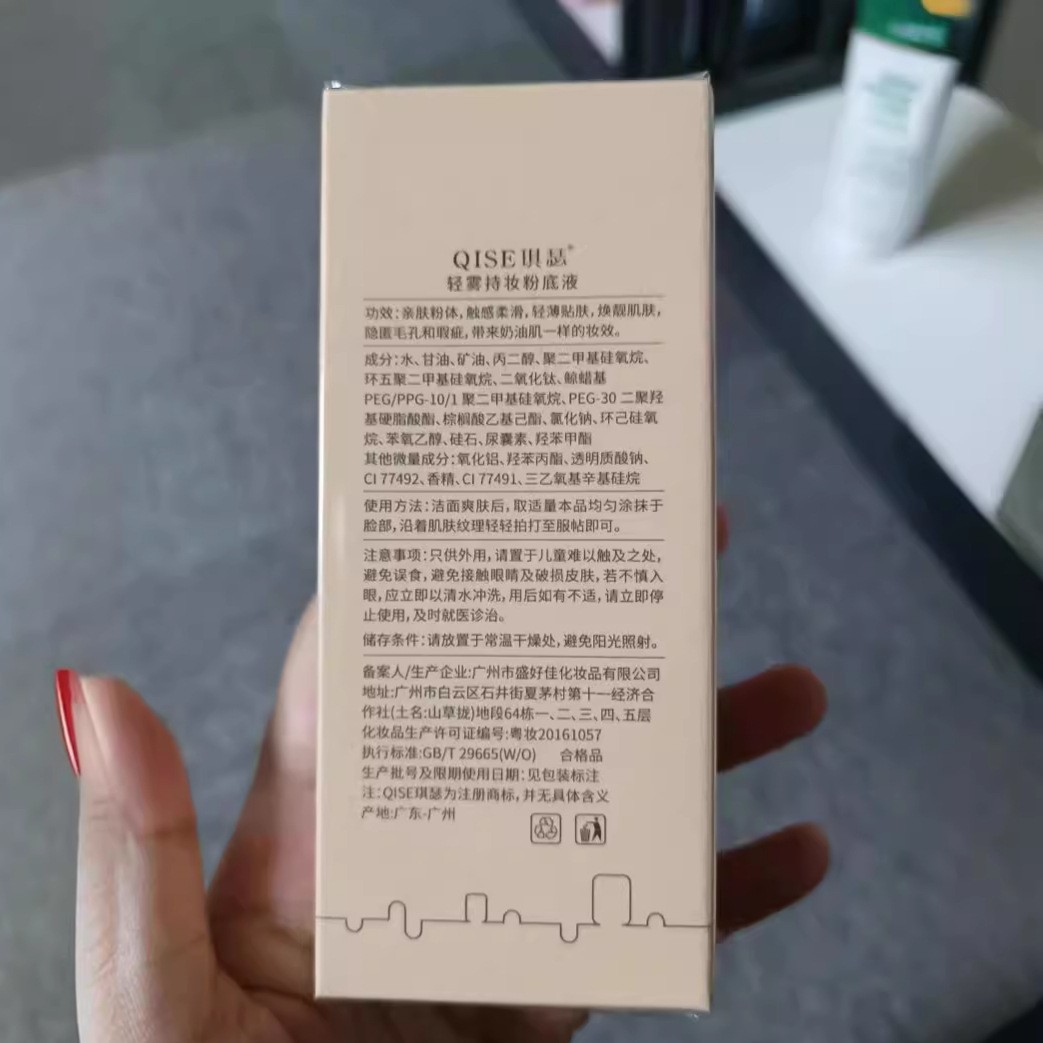 QISE琪瑟®
轻雾持妆粉底液
功效:亲肤粉体,触感柔滑,轻薄贴肤,焕靓肌肤,
隐匿毛孔和瑕疵,带来奶油肌一样的妆效。
成分:水、甘油、矿油、丙二醇、聚二甲基硅氧烷、
环五聚二甲基硅氧烷、二氧化钛、鲸蜡基
PEG/PPG-10/1 聚二甲基硅氧烷、PEG-30 二聚羟
基硬脂酸酯、棕榈酸乙基己酯、氯化钠、环己硅氧
烷、苯氧乙醇、硅石、尿囊素、羟苯甲酯
其他微量成分:氧化铝、羟苯丙酯、透明质酸钠、
CI 77492、香精、CI 77491、三乙氧基辛基硅烷
使用方法:洁面爽肤后,取适量本品均匀涂抹于
脸部,沿着肌肤纹理轻轻拍打至服帖即可。
注意事项:只供外用,请置于儿童难以触及之处,
避免误食,避免接触眼睛及破损皮肤,若不慎入
眼,应立即以清水冲洗,用后如有不适,请立即停
止使用,及时就医诊治。
储存条件:请放置于常温干燥处,避免阳光照射。
备案人/生产企业:广州市盛好佳化妆品有限公司
地址:广州市白云区石井街夏茅村第十一经济合
作社(土名:山草拢)地段64栋一、二、三、四、五层
化妆品生产许可证编号:粤妆20161057
执行标准:GB/T 29665(W/O) 合格品
生产批号及限期使用日期:见包装标注
注:QISE琪瑟为注册商标,并无具体含义
产地:广东-广州